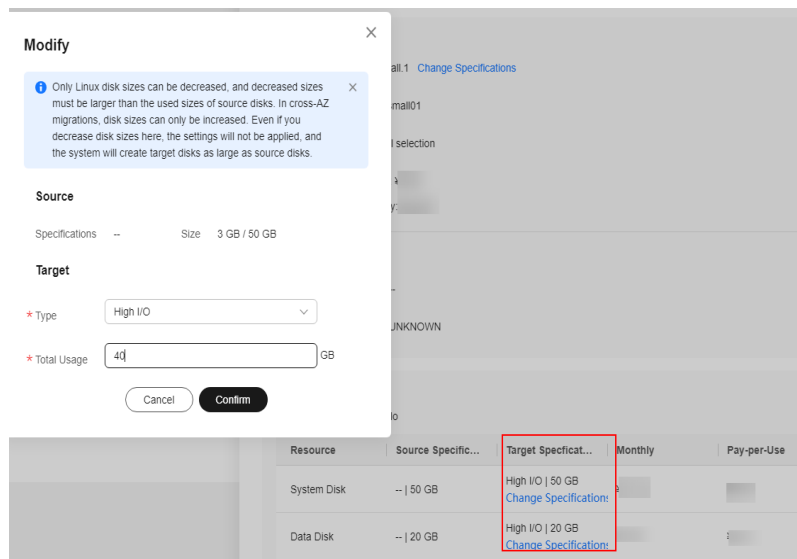 Modify
Only Linux disk sizes can be decreased, and decreased sizes
must be larger than the used sizes of source disks. In cross-AZ
migrations, disk sizes can only be increased. Even if you
decrease disk sizes here, the settings will not be applied, and
the system will create target disks as large as source disks.
Source
Specifications -- Size 3 GB / 50 GB
Target
* Type High I/O
* Total Usage 40 GB
Cancel Confirm
all.1 Change Specifications
small01
l selection
y:
--
UNKNOWN
lo
Resource Source Specific... Target Specficat... Monthly Pay-per-Use
System Disk -- | 50 GB High I/O | 50 GB
Change Specifications
Data Disk -- | 20 GB High I/O | 20 GB
Change Specifications